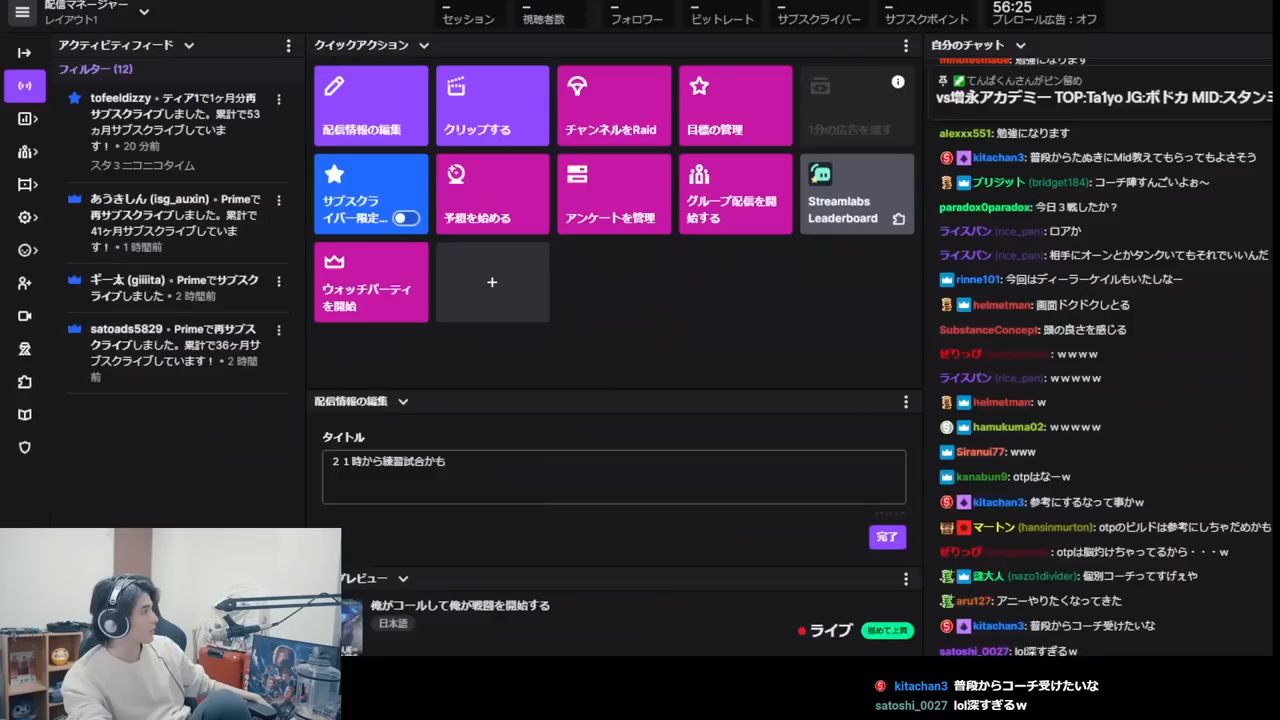 配信マネージャー
レイアウト1
セッション
視聴者数
フォロワー
ビットレート
サブスクライバー
サブスクポイント
56:25
プレロール広告：オフ
アクティビティフィード
フィルター (12)
tofeeldizzy • ティア1で1ヶ月分再
サブスクライブしました。累計で53
ヵ月サブスクライブしていま
す！ • 20 分前
スタ３ニコニコタイム
あうきしん (isg_auxin) • Primeで
再サブスクライブしました。累計で
41ヶ月サブスクライブしていま
す！ • 1 時間前
ギー太 (giiiita) • Primeでサブスク
ライブしました • 2 時間前
satoads5829 • Primeで再サブス
クライブしました。累計で36ヶ月サ
ブスクライブしています！ • 2 時間
前
クイックアクション
配信情報の編集
クリップする
チャンネルをRaid
目標の管理
1分の広告を流す
サブスクラ
イバー限定...
予想を始める
アンケートを管理
グループ配信を開
始する
Streamlabs
Leaderboard
ウォッチパーティ
を開始
配信情報の編集
タイトル
２１時から練習試合かも
完了
レビュー
俺がコールして俺が戦闘を開始する
日本語
ライブ
極めて上質
自分のチャット
1minutesmade: 勉強になります
てんぱくんさんがピン留め
vs増永アカデミー TOP:Ta1yo JG:ボドカ MID:スタンミ
alexxx551: 勉強になります
kitachan3: 普段からたぬきにMid教えてもらってもよさそう
ブリジット (bridget184): コーチ陣すんごいよぉ～
paradox0paradox: 今日３戦したか？
ライスパン (rice_pan): ロアか
ライスパン (rice_pan): 相手にオーンとかタンクいてもそれでいいんだ
rinne101: 今回はディーラーケイルもいたしなー
helmetman: 画面ドクドクしとる
SubstanceConcept: 頭の良さを感じる
ぜりっぴ : ｗｗｗｗ
ライスパン (rice_pan): ｗｗｗｗｗ
helmetman: w
hamukuma02: ｗｗｗｗｗ
Siranui77: www
kanabun9: otpはなーｗ
kitachan3: 参考にするなって事かｗ
マートン (hansinmurton): otpのビルドは参考にしちゃだめかも
ぜりっぴ : otpは脳灼けちゃってるから・・・ｗ
謎大人 (nazo1divider): 個別コーチってすげぇや
aru127: アニーやりたくなってきた
kitachan3: 普段からコーチ受けたいな
satoshi_0027: lol深すぎるｗ
kitachan3 普段からコーチ受けたいな
satoshi_0027 lol深すぎるｗ